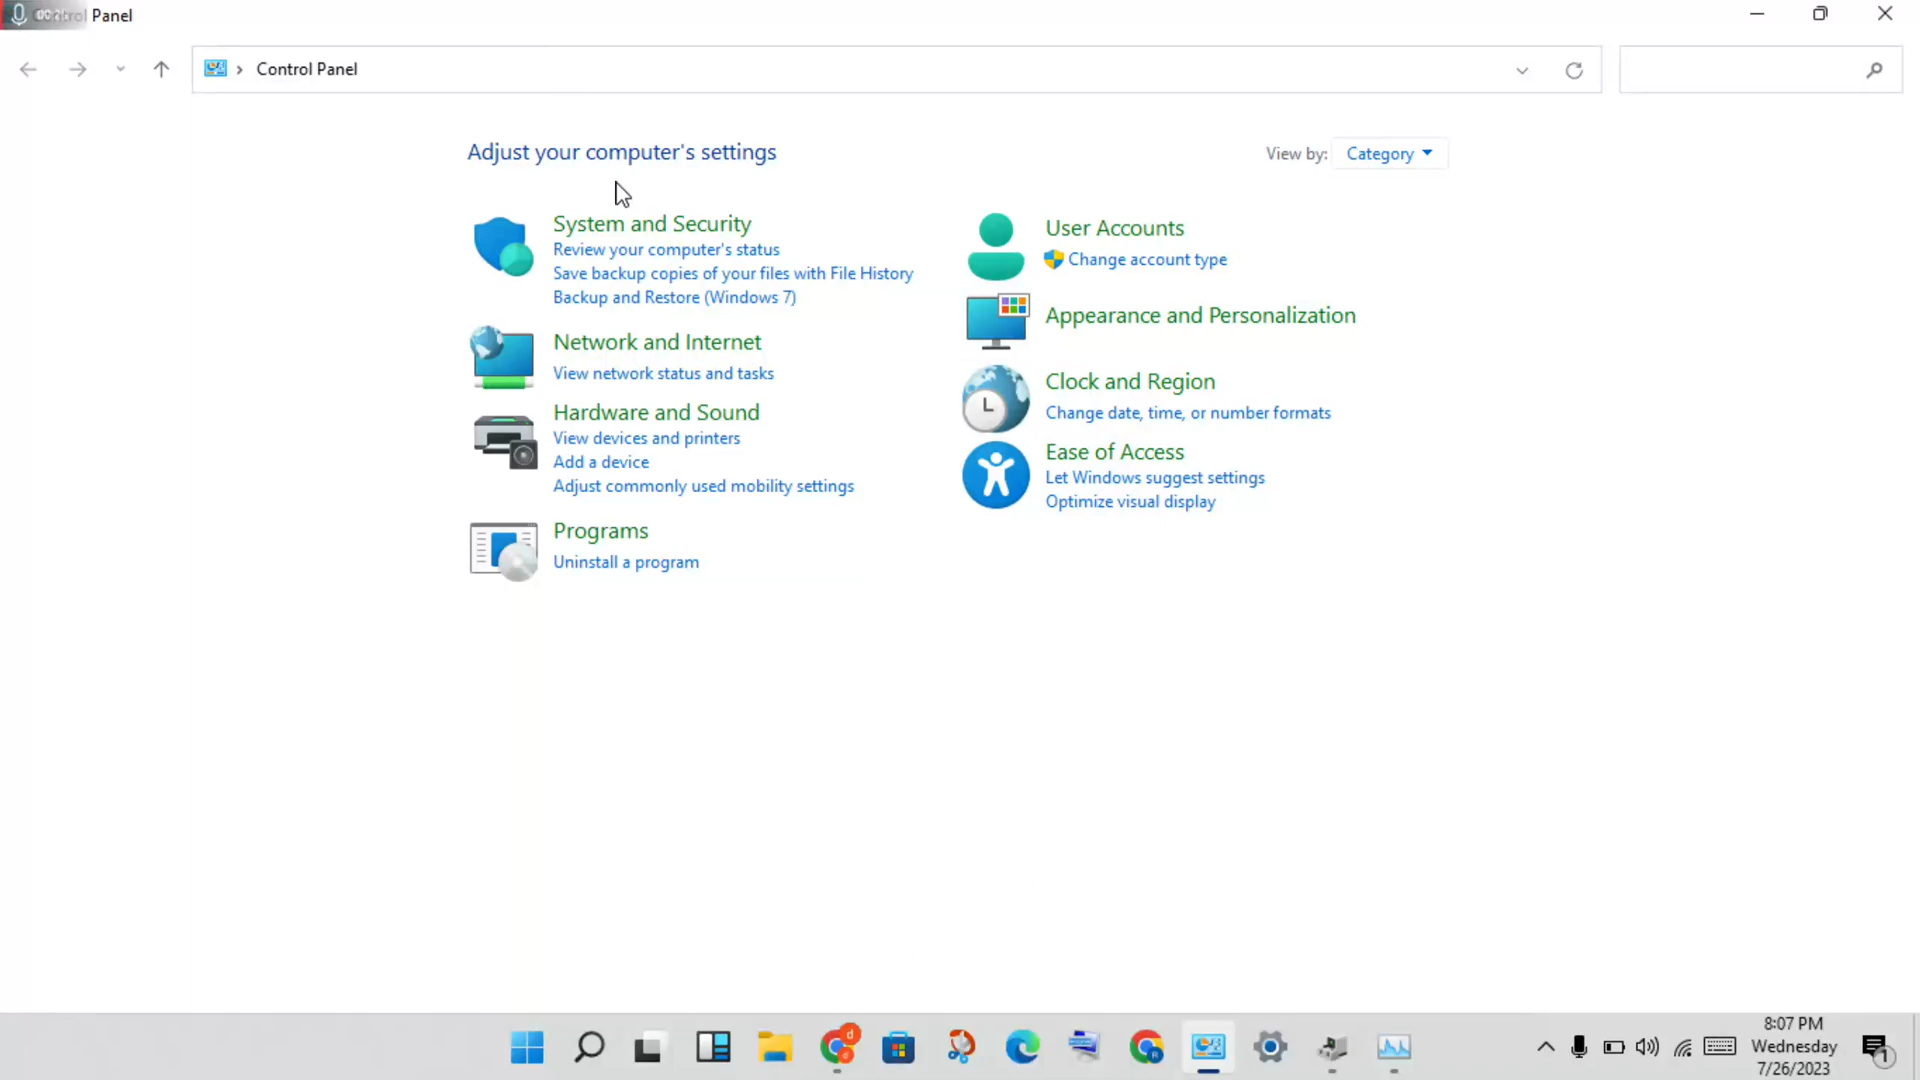 Control Panel
Control Panel
Adjust your computer's settings
View by: Category
System and Security
Review your computer's status
Save backup copies of your files with File History
Backup and Restore (Windows 7)
Network and Internet
View network status and tasks
Hardware and Sound
View devices and printers
Add a device
Adjust commonly used mobility settings
Programs
Uninstall a program
User Accounts
Change account type
Appearance and Personalization
Clock and Region
Change date, time, or number formats
Ease of Access
Let Windows suggest settings
Optimize visual display
8:07 PM
Wednesday
7/26/2023
1